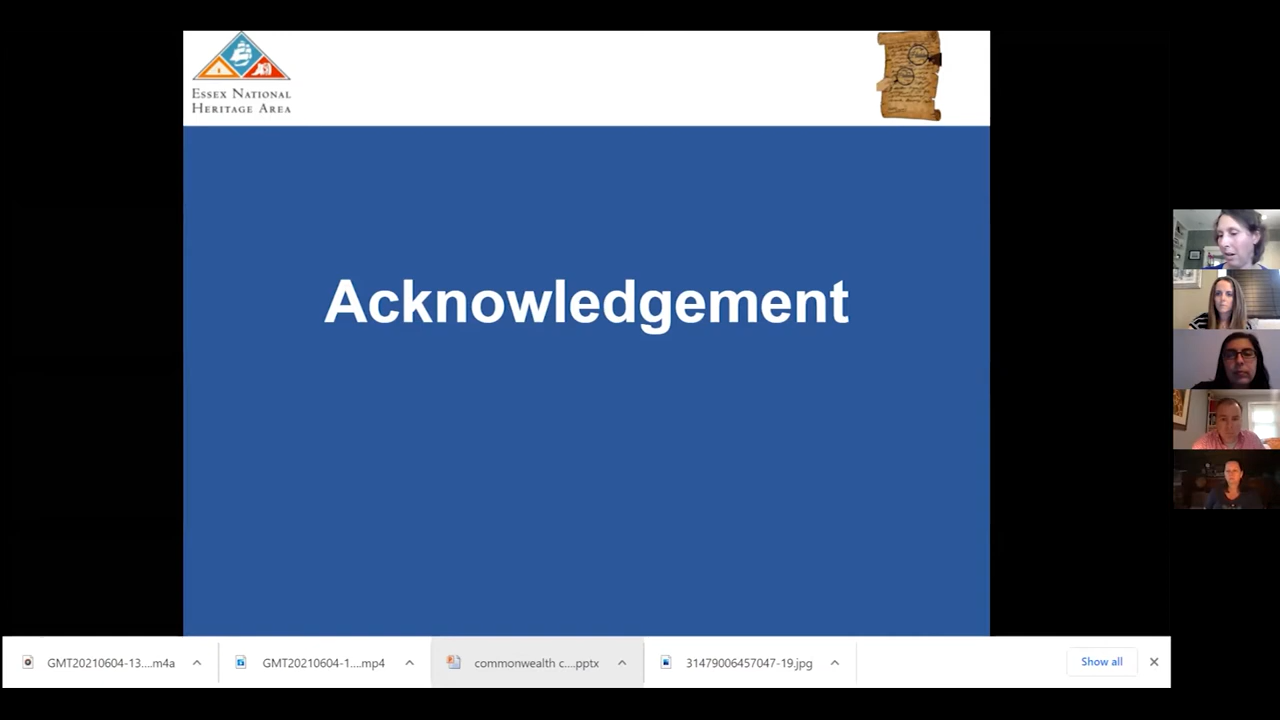 ESSEX NATIONAL
HERITAGE AREA
Acknowledgement
GMT20210604-13....m4a
GMT20210604-1....mp4
commonwealth c....pptx
31479006457047-19.jpg
Show all